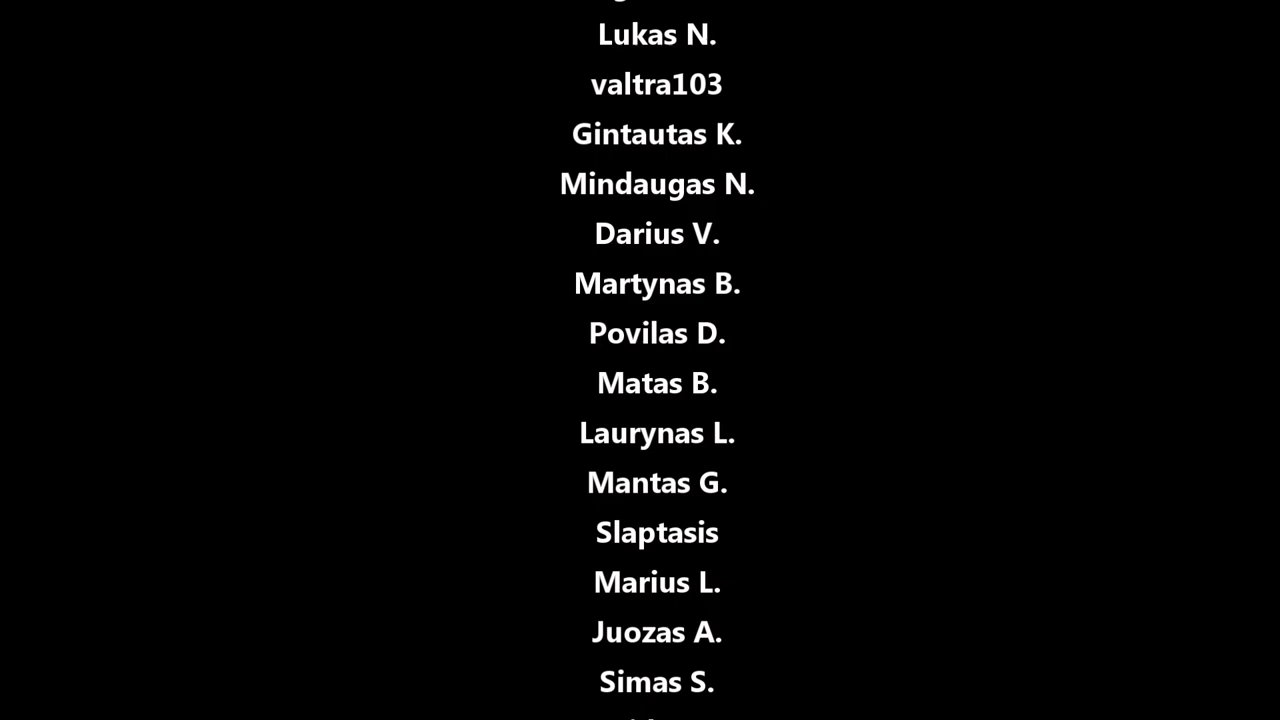 Lukas N.
valtra103
Gintautas K.
Mindaugas N.
Darius V.
Martynas B.
Povilas D.
Matas B.
Laurynas L.
Mantas G.
Slaptasis
Marius L.
Juozas A.
Simas S.